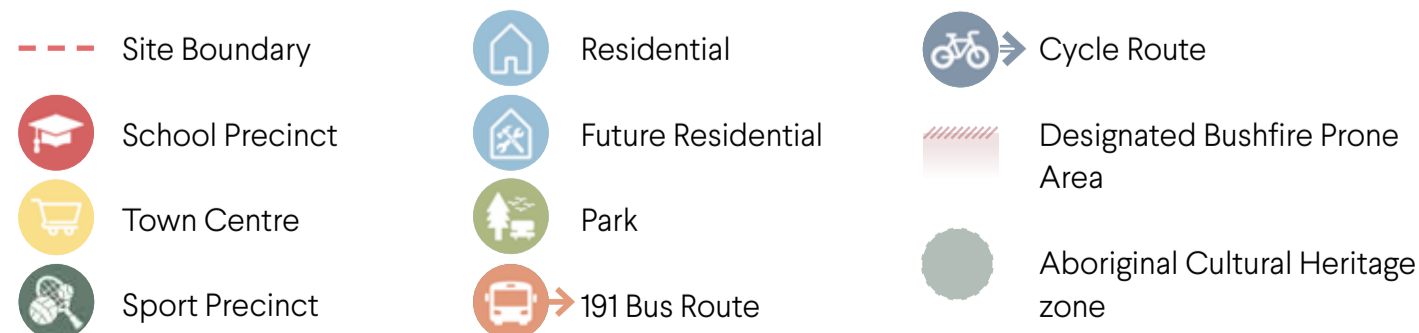 Site Boundary
School Precinct
Town Centre
Sport Precinct
Residential
Future Residential
Park
191 Bus Route
Cycle Route
Designated Bushfire Prone
Area
Aboriginal Cultural Heritage
zone